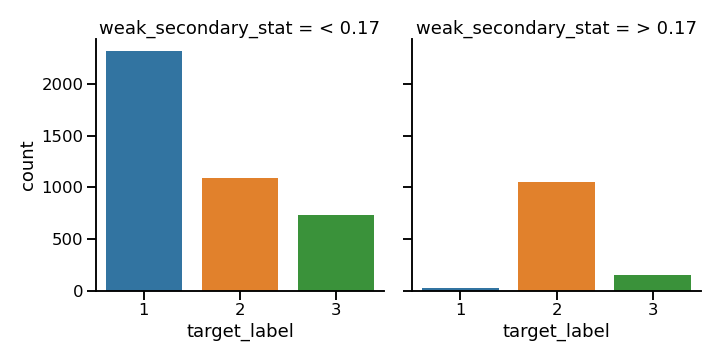 weak_secondary_stat = < 0.17
weak_secondary_stat = > 0.17
count
2000
1500
1000
500
0
1 2 3
1 2 3
target_label
target_label